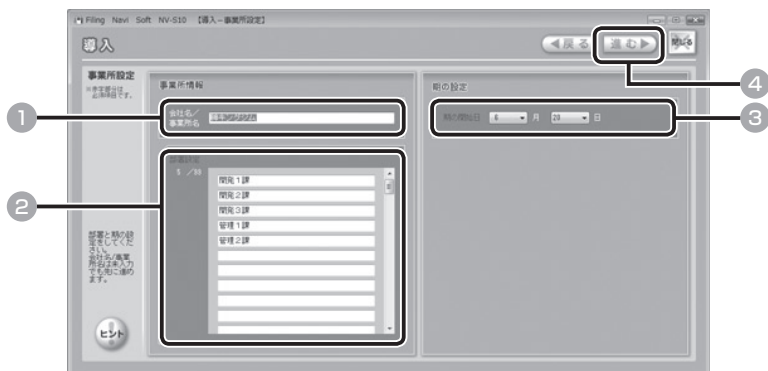 Filing Navi Soft NV-S10 【導入-事業所設定】
導入
◀戻る
進む▶
閉じる
事業所設定
※赤字部分は
必須項目です。
事業所情報
会社名/
事業所名
部署設定
5 /99
開発1課
開発2課
開発3課
管理1課
管理2課
期の設定
期の開始日 6 月 20 日
部署と期の設
定をしてくだ
さい。
会社名/事業
所名は未入力
でも先に進め
ます。
ヒント
1
2
3
4